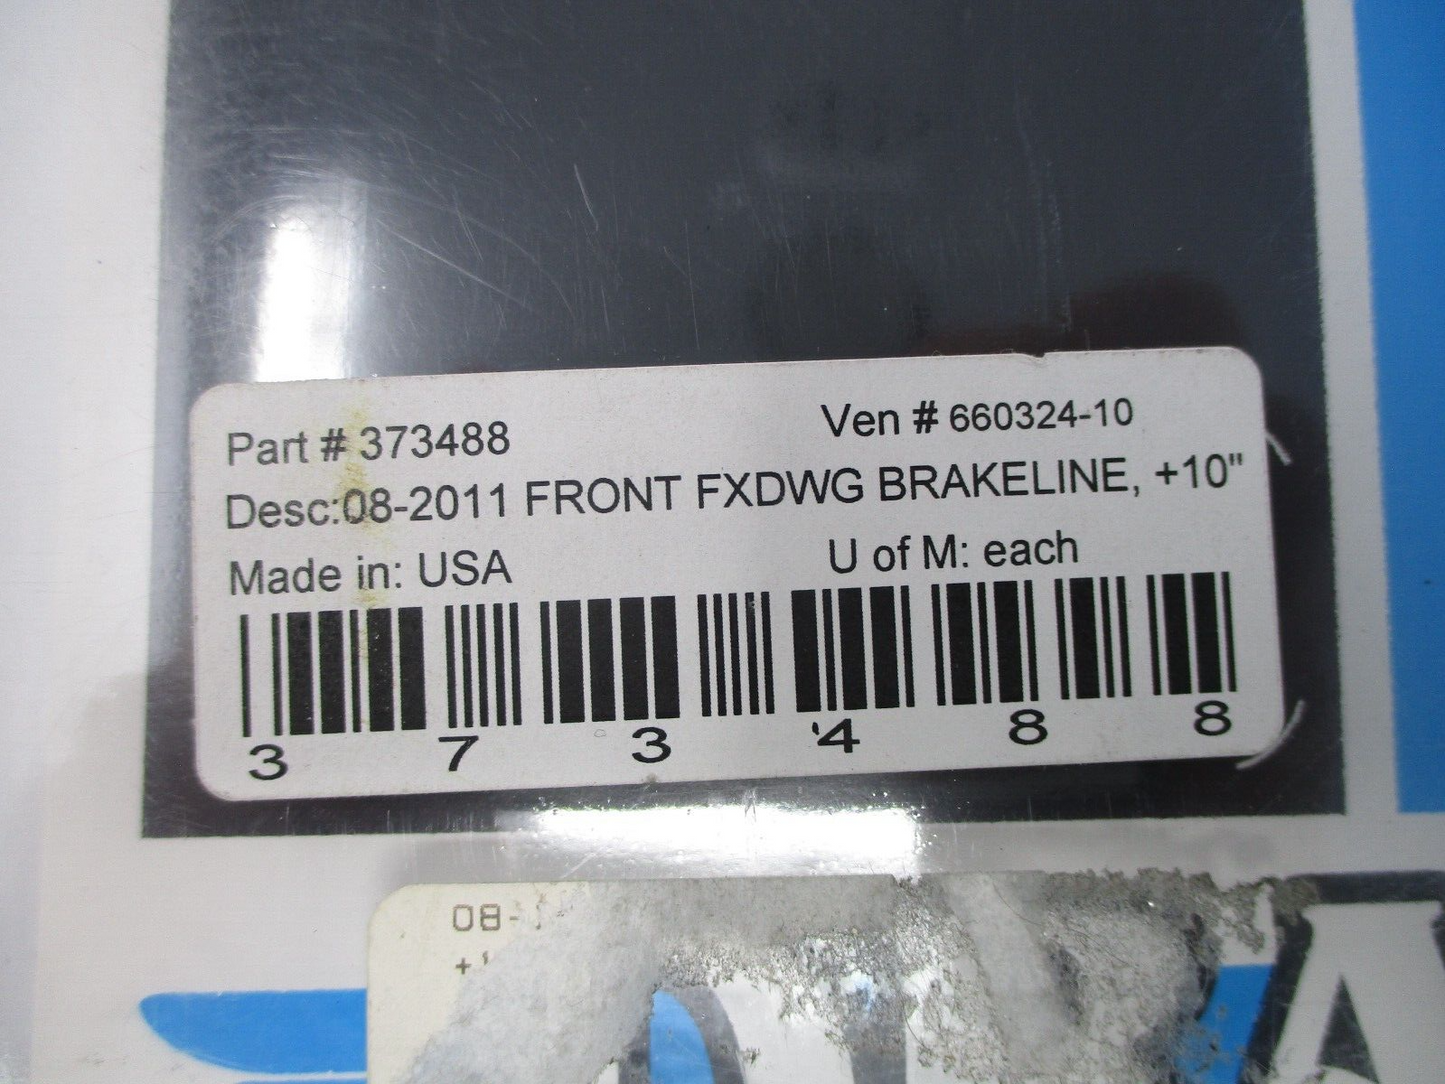 Part # 373488 Ven # 660324-10
Desc:08-2011 FRONT FXDWG BRAKELINE, +10"
Made in: USA U of M: each
3 7 3 4 8 8
08-